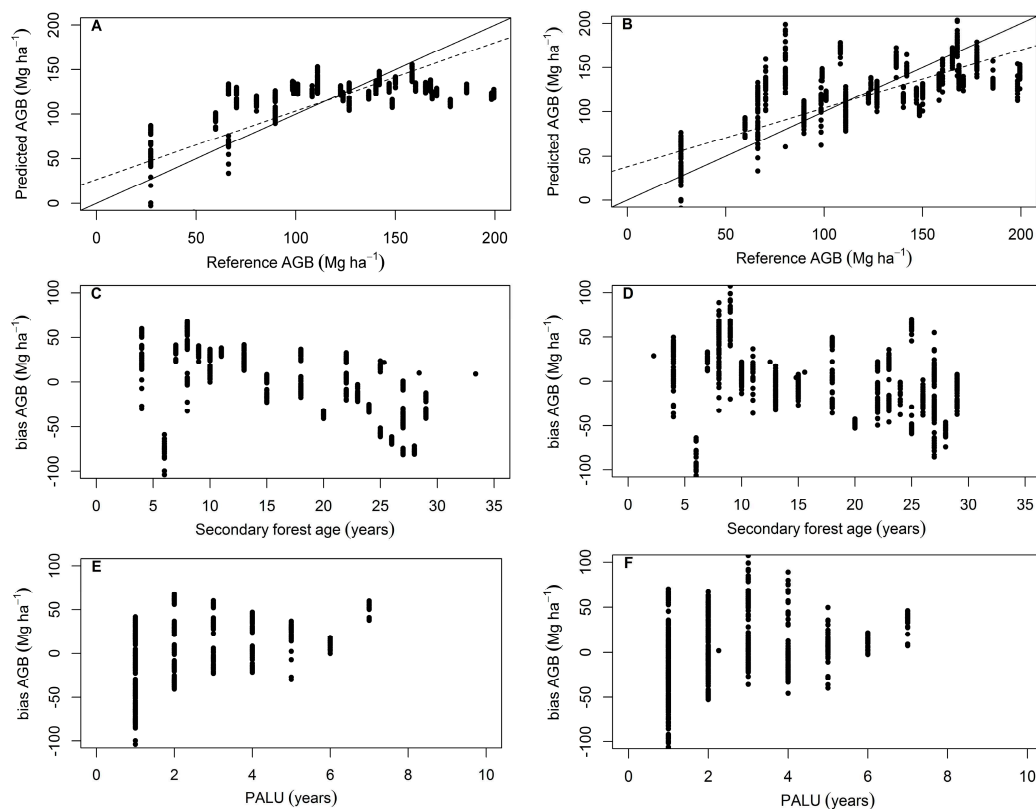 A
Predicted AGB (Mg ha−1)
0 50 100 150 200
0 50 100 150 200
Reference AGB (Mg ha−1)
B
Predicted AGB (Mg ha−1)
0 50 100 150 200
0 50 100 150 200
Reference AGB (Mg ha−1)
C
bias AGB (Mg ha−1)
-100 -50 0 50 100
0 5 10 15 20 25 30 35
Secondary forest age (years)
D
bias AGB (Mg ha−1)
-100 -50 0 50 100
0 5 10 15 20 25 30 35
Secondary forest age (years)
E
bias AGB (Mg ha−1)
-100 -50 0 50 100
0 2 4 6 8 10
PALU (years)
F
bias AGB (Mg ha−1)
-100 -50 0 50 100
0 2 4 6 8 10
PALU (years)